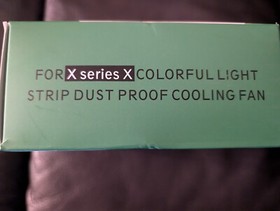 FOR X series X COLORFUL LIGHT
STRIP DUST PROOF COOLING FAN